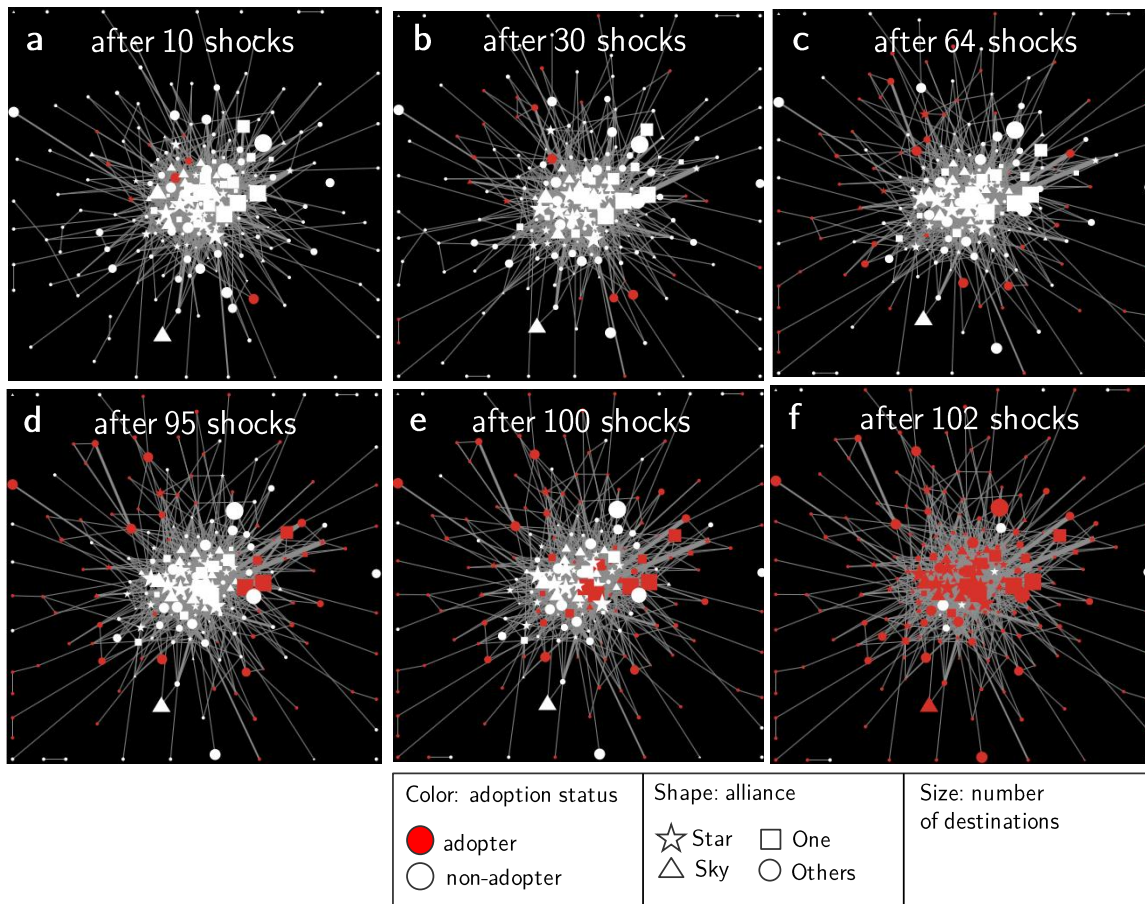 a after 10 shocks
b after 30 shocks
c after 64 shocks
d after 95 shocks
e after 100 shocks
f after 102 shocks
Color: adoption status
adopter
non-adopter
Shape: alliance
Star One
Sky Others
Size: number
of destinations